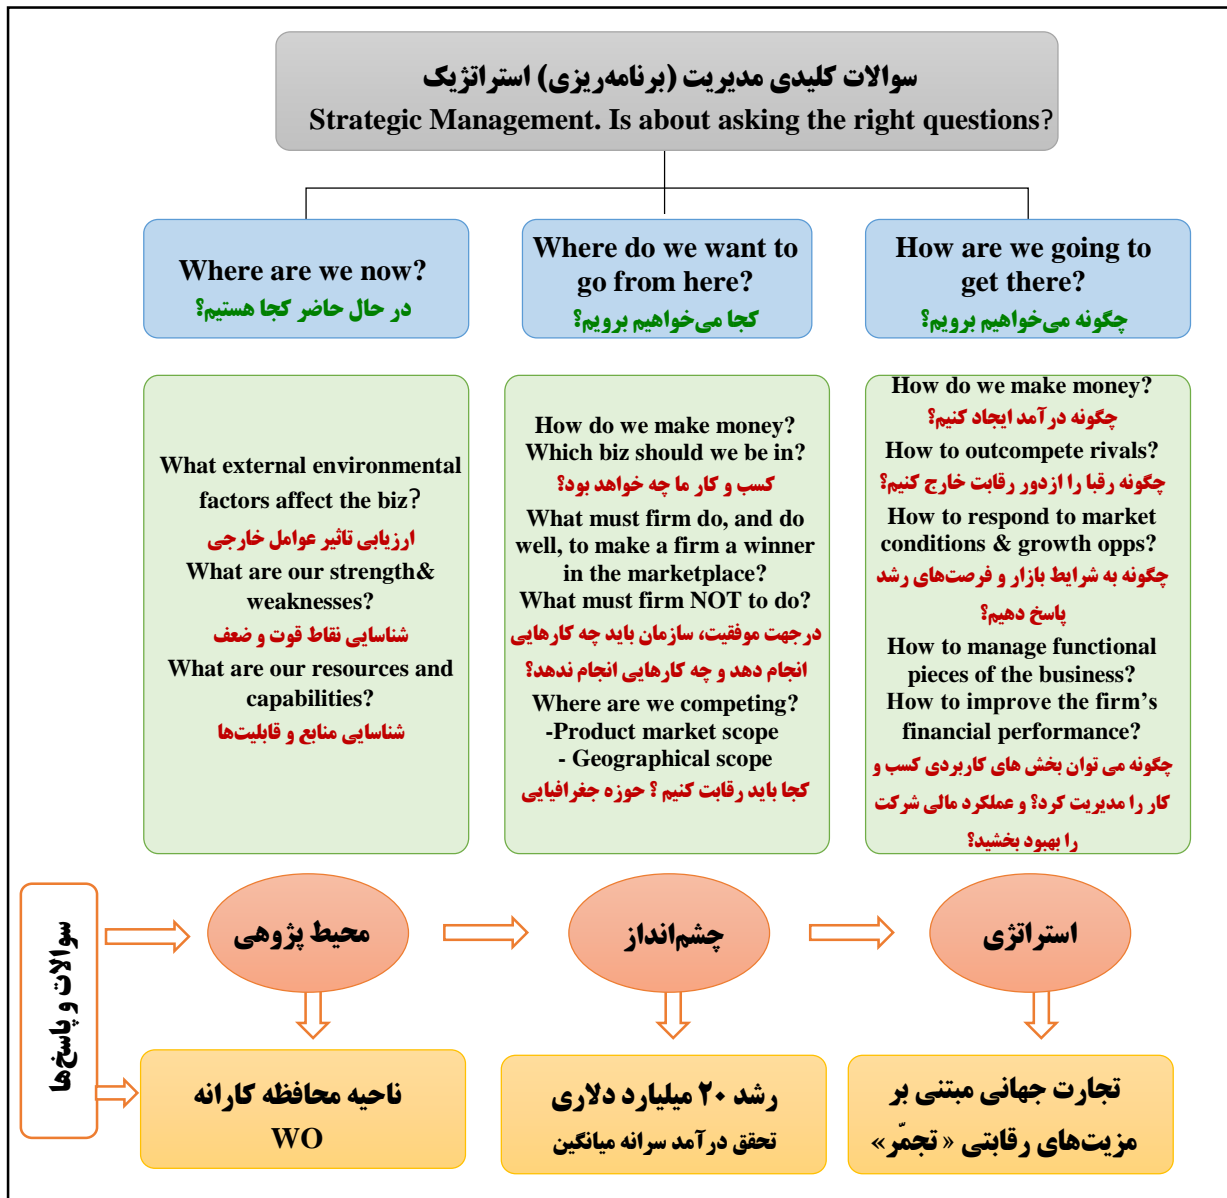 سوالات کلیدی مدیریت (برنامه‌ریزی) استراتژیک
Strategic Management. Is about asking the right questions?
Where are we now?
در حال حاضر کجا هستیم؟
Where do we want to
go from here?
کجا می‌خواهیم برویم؟
How are we going to
get there?
چگونه می‌خواهیم برویم؟
What external environmental
factors affect the biz?
ارزیابی تاثیر عوامل خارجی
What are our strength&
weaknesses?
شناسایی نقاط قوت و ضعف
What are our resources and
capabilities?
شناسایی منابع و قابلیت‌ها
How do we make money?
Which biz should we be in?
کسب و کار ما چه خواهد بود؟
What must firm do, and do
well, to make a firm a winner
in the marketplace?
What must firm NOT to do?
درجهت موفقیت، سازمان باید چه کارهایی
انجام دهد و چه کارهایی انجام ندهد؟
Where are we competing?
-Product market scope
- Geographical scope
کجا باید رقابت کنیم ؟ حوزه جغرافیایی
How do we make money?
چگونه درآمد ایجاد کنیم؟
How to outcompete rivals?
چگونه رقبا را ازدور رقابت خارج کنیم؟
How to respond to market
conditions & growth opps?
چگونه به شرایط بازار و فرصت‌های رشد
پاسخ دهیم؟
How to manage functional
pieces of the business?
How to improve the firm's
financial performance?
چگونه می توان بخش های کاربردی کسب و
کار را مدیریت کرد؟ و عملکرد مالی شرکت
را بهبود بخشید؟
سوالات و پاسخ‌ها
محیط پژوهی
چشم‌انداز
استراتژی
ناحیه محافظه کارانه
WO
رشد ۲۰ میلیارد دلاری
تحقق درآمد سرانه میانگین
تجارت جهانی مبتنی بر
مزیت‌های رقابتی « تجمّر»